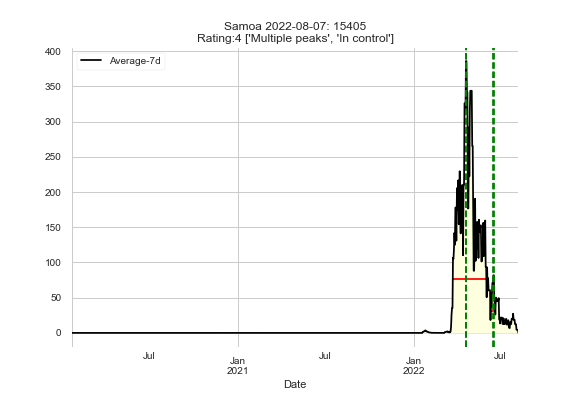 Samoa 2022-08-07: 15405
Rating:4 ['Multiple peaks', 'In control']
400
Average-7d
350
300
250
200
150
100
50
0
Jul
Jan
2021
Jul
Jan
2022
Jul
Date